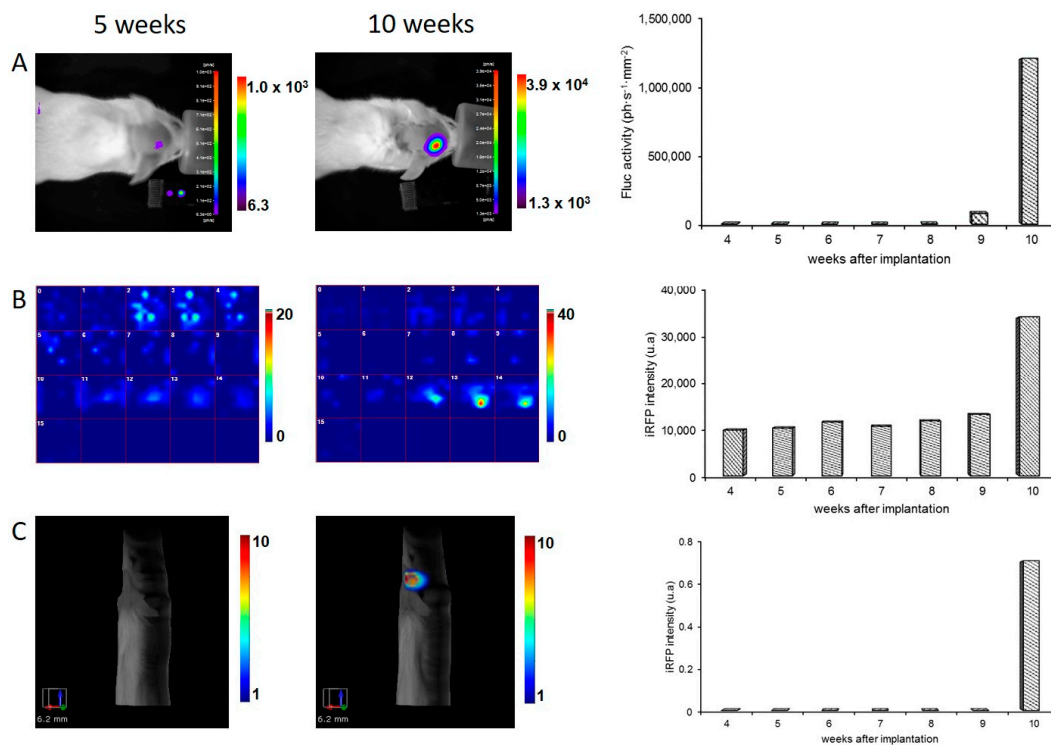 5 weeks
10 weeks
A
1.0 x 10³
6.3
3.9 x 10⁴
1.3 x 10³
Fluc activity (ph·s⁻¹·mm⁻²)
1,500,000
1,000,000
500,000
0
4 5 6 7 8 9 10
weeks after implantation
B
0 1 2 3 4
5 6 7 8 9
10 11 12 13 14
15
20
0
0 1 2 3 4
5 6 7 8 9
10 11 12 13 14
15
40
0
iRFP intensity (u.a)
40,000
30,000
20,000
10,000
0
4 5 6 7 8 9 10
weeks after implantation
C
10
1
6.2 mm
10
1
6.2 mm
iRFP intensity (u.a)
0.8
0.6
0.4
0.2
0
4 5 6 7 8 9 10
weeks after implantation